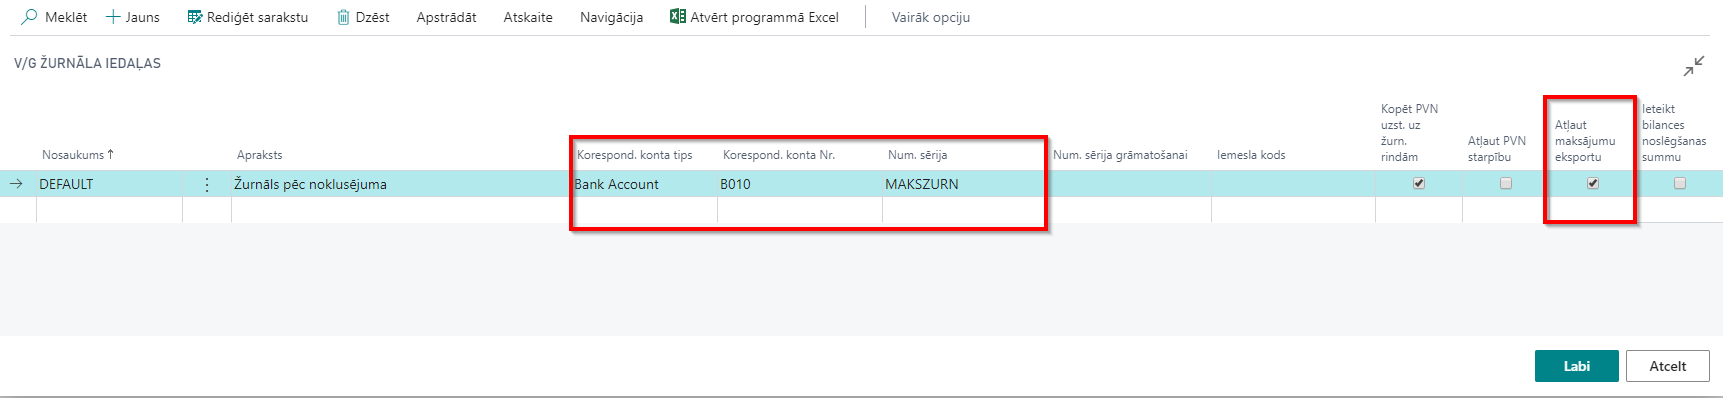 Meklēt Jauns Rediģēt sarakstu Dzēst Apstrādāt Atskaite Navigācija Atvērt programmā Excel Vairāk opciju
V/G ŽURNĀLA IEDAĻAS
Nosaukums ↑ Apraksts Korespond. konta tips Korespond. konta Nr. Num. sērija Num. sērija grāmatošanai Iemesla kods
Kopēt PVN
uzst. uz
žurn.
rindām
Atļaut PVN
starpību
Atļaut
maksājumu
eksportu
Ieteikt
bilances
noslēgšanas
summu
DEFAULT Žurnāls pēc noklusējuma Bank Account B010 MAKSZURN
Labi Atcelt